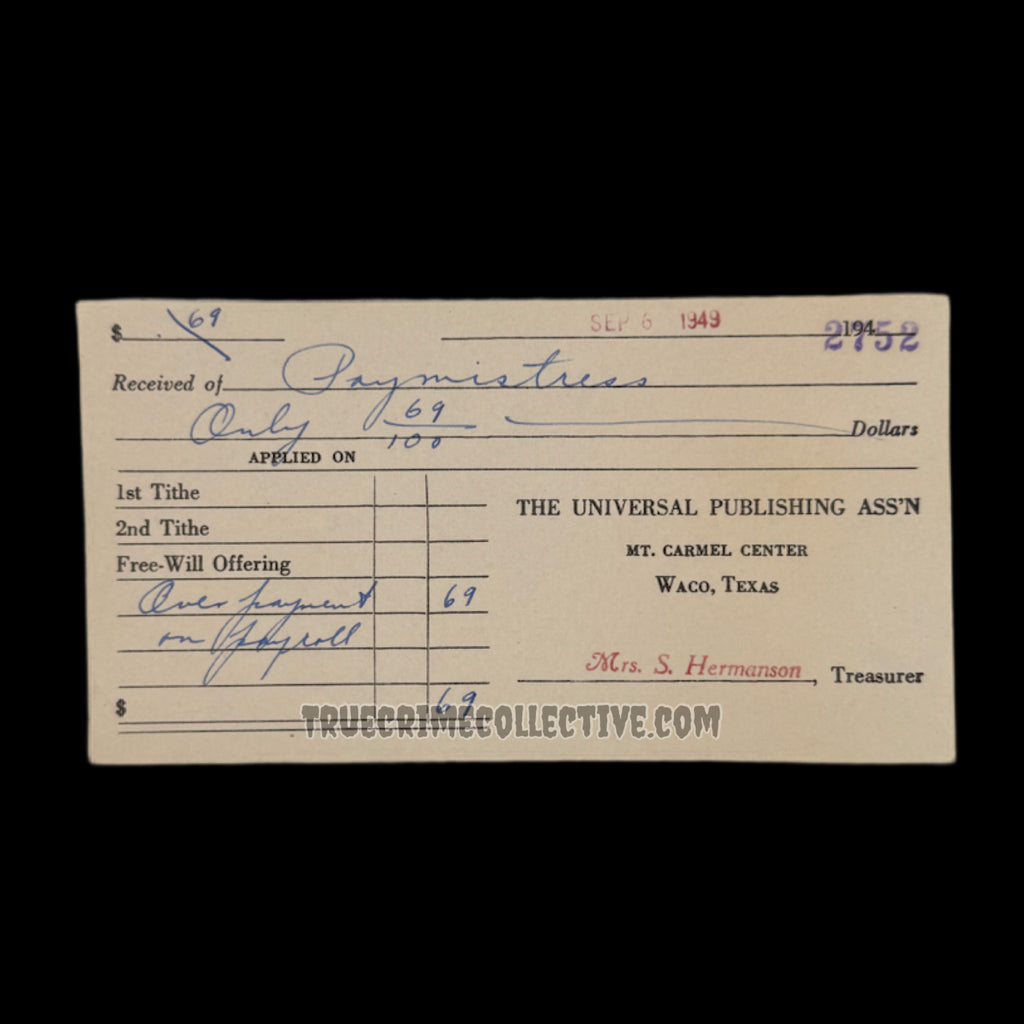 $ . 69 SEP 6 1949 194 2752
Received of Paymistress
Only 69/100 Dollars
APPLIED ON
1st Tithe
2nd Tithe
Free-Will Offering
Over payment 69
on payroll
$ 69
THE UNIVERSAL PUBLISHING ASS'N
MT. CARMEL CENTER
WACO, TEXAS
Mrs. S. Hermanson, Treasurer
TRUECRIMECOLLECTIVE.COM